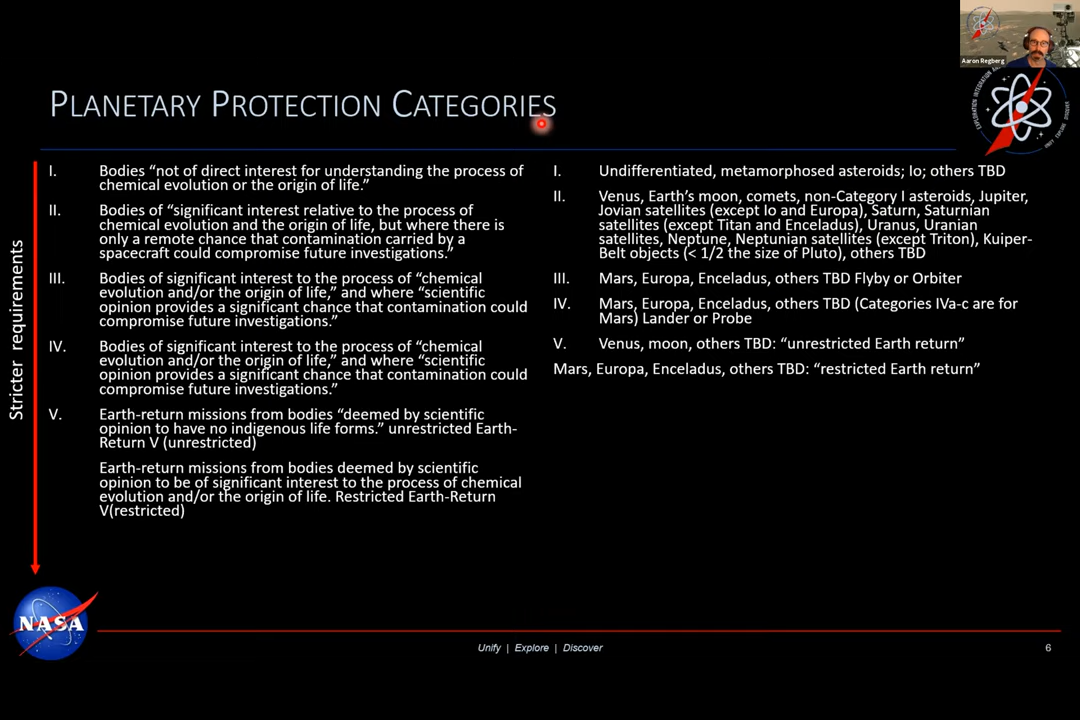 Aaron Regberg
EXPLORATION INTEGRATION
UNIFY EXPLORE DISCOVER
PLANETARY PROTECTION CATEGORIES
Stricter requirements
I. Bodies “not of direct interest for understanding the process of
chemical evolution or the origin of life.”
II. Bodies of “significant interest relative to the process of
chemical evolution and the origin of life, but where there is
only a remote chance that contamination carried by a
spacecraft could compromise future investigations.”
III. Bodies of significant interest to the process of “chemical
evolution and/or the origin of life,” and where “scientific
opinion provides a significant chance that contamination could
compromise future investigations.”
IV. Bodies of significant interest to the process of “chemical
evolution and/or the origin of life,” and where “scientific
opinion provides a significant chance that contamination could
compromise future investigations.”
V. Earth-return missions from bodies “deemed by scientific
opinion to have no indigenous life forms.” unrestricted Earth-
Return V (unrestricted)
Earth-return missions from bodies deemed by scientific
opinion to be of significant interest to the process of chemical
evolution and/or the origin of life. Restricted Earth-Return
V(restricted)
I. Undifferentiated, metamorphosed asteroids; Io; others TBD
II. Venus, Earth’s moon, comets, non-Category I asteroids, Jupiter,
Jovian satellites (except Io and Europa), Saturn, Saturnian
satellites (except Titan and Enceladus), Uranus, Uranian
satellites, Neptune, Neptunian satellites (except Triton), Kuiper-
Belt objects (< 1/2 the size of Pluto), others TBD
III. Mars, Europa, Enceladus, others TBD Flyby or Orbiter
IV. Mars, Europa, Enceladus, others TBD (Categories IVa-c are for
Mars) Lander or Probe
V. Venus, moon, others TBD: “unrestricted Earth return”
Mars, Europa, Enceladus, others TBD: “restricted Earth return”
NASA
Unify | Explore | Discover
6